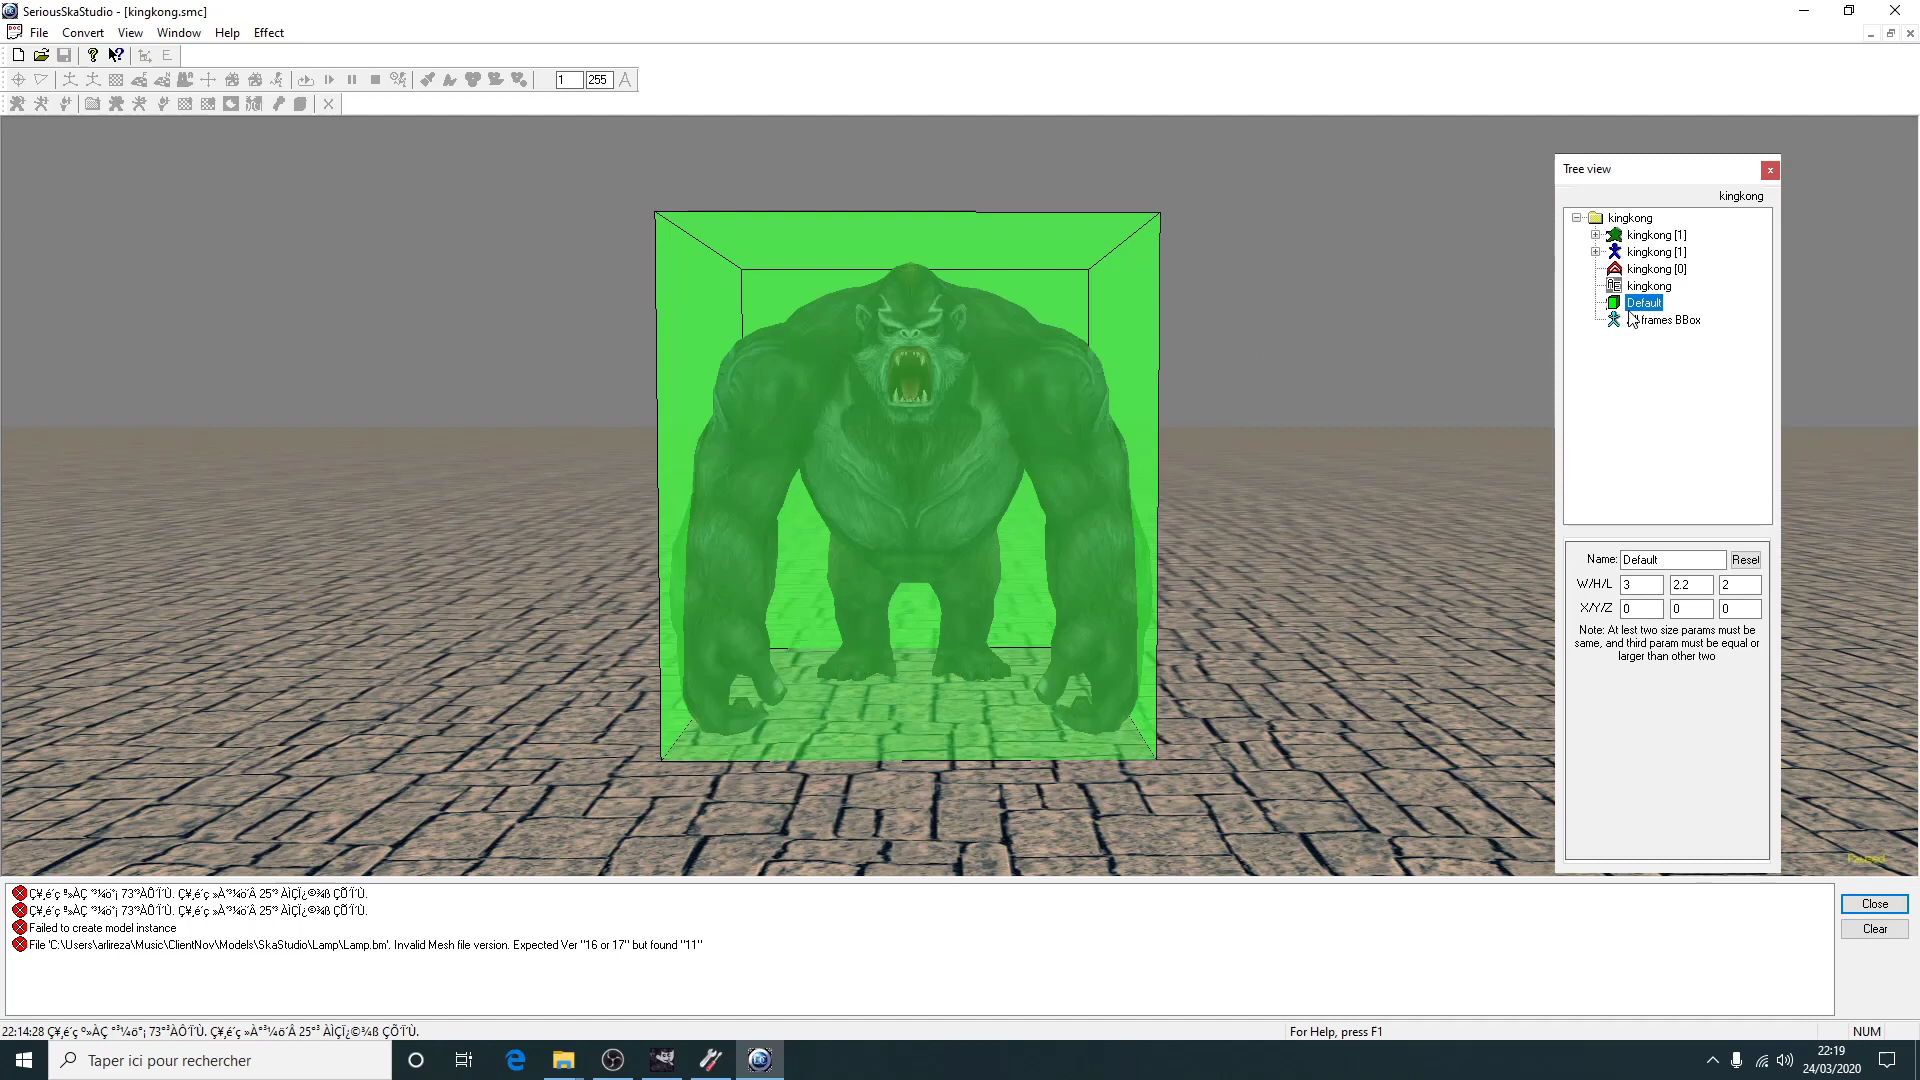 SeriousSkaStudio - [kingkong.smc]
File Convert View Window Help Effect
1 255
Tree view
kingkong
kingkong
kingkong [1]
kingkong [1]
kingkong [0]
kingkong
Default
frames BBox
Name: Default Reset
W/H/L 3 2.2 2
X/Y/Z 0 0 0
Note: At lest two size params must be
same, and third param must be equal or
larger than other two
Paused
Failed to create model instance
File 'C:\Users\arlireza\Music\ClientNov\Models\SkaStudio\Lamp\Lamp.bm'. Invalid Mesh file version. Expected Ver "16 or 17" but found "11"
Close
Clear
22:14:28
For Help, press F1
NUM
Taper ici pour rechercher
22:19
24/03/2020